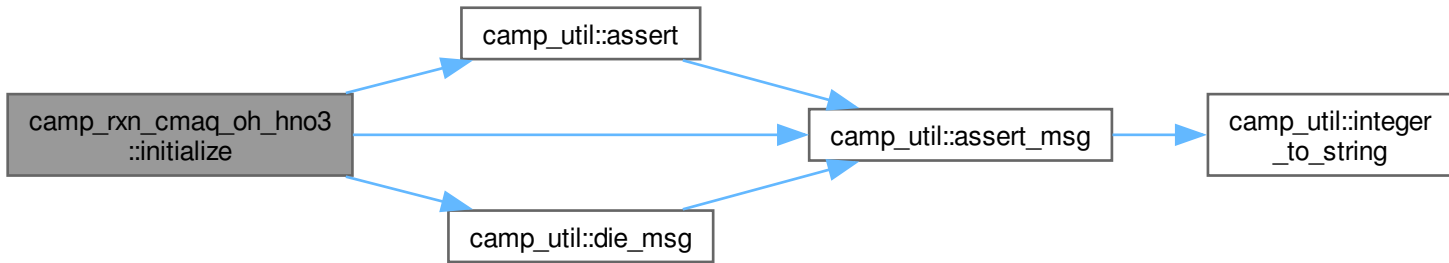 camp_rxn_cmaq_oh_hno3
::initialize
camp_util::assert
camp_util::die_msg
camp_util::assert_msg
camp_util::integer
_to_string